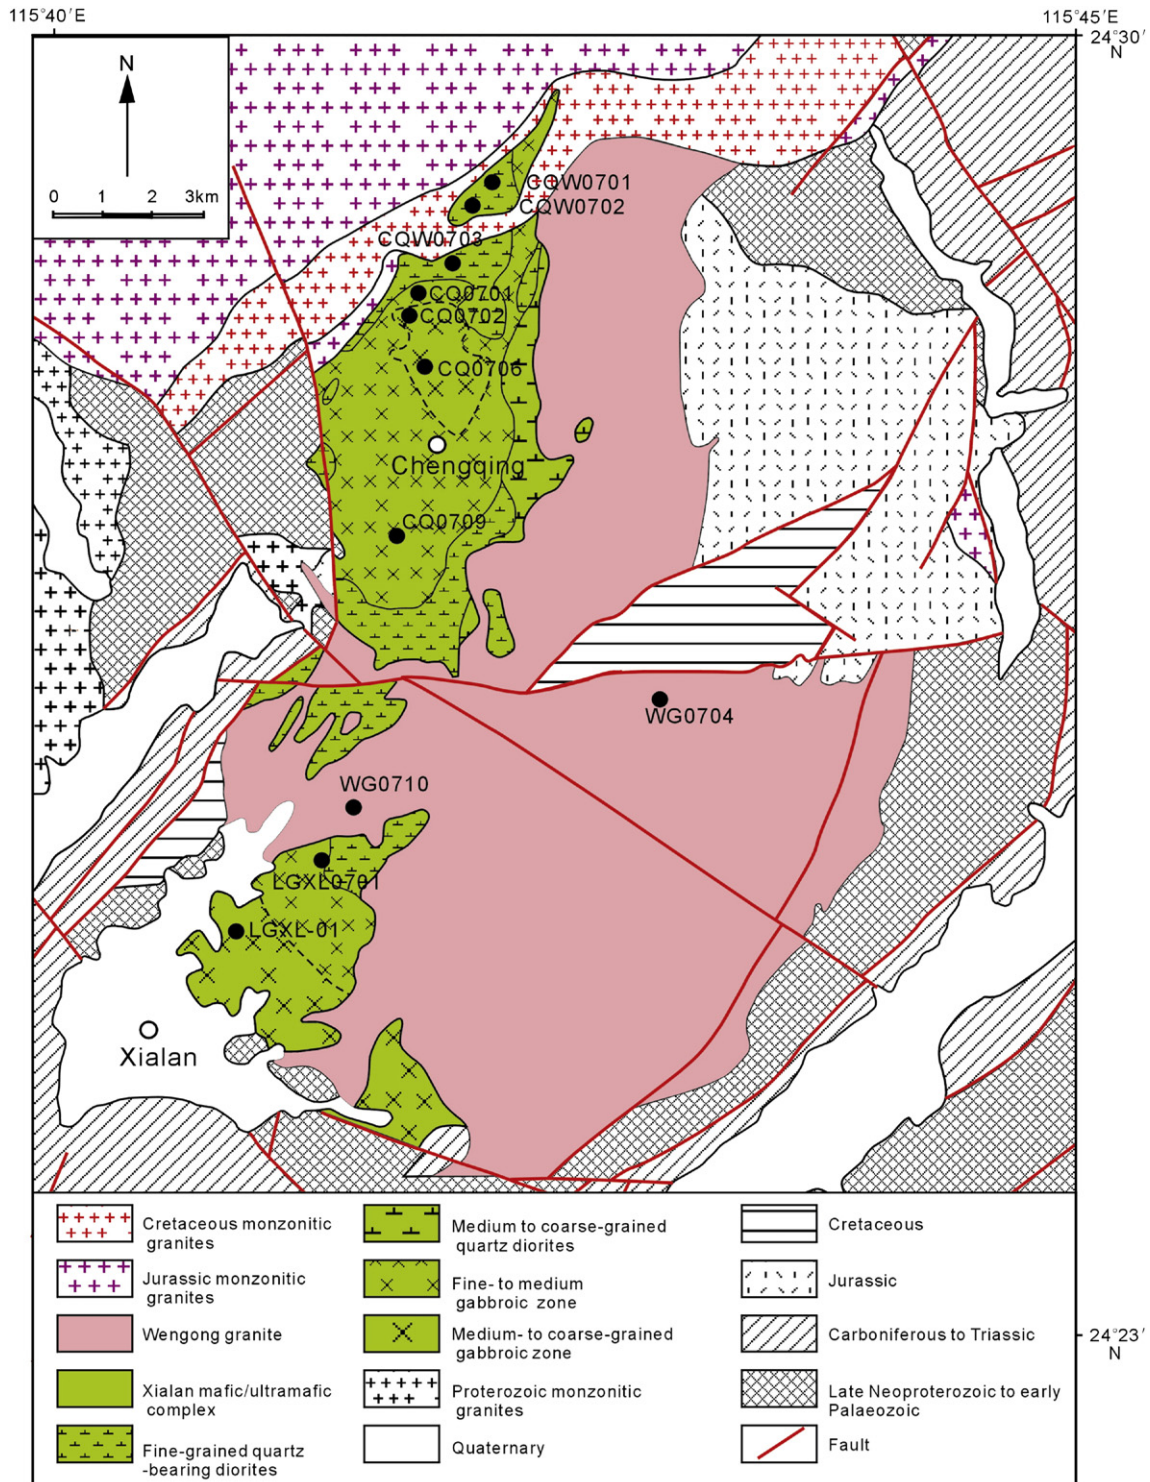 115°40′E
115°45′E
24°30′
N
N
0 1 2 3km
CQW0701
CQW0702
CQW0703
CQ0701
CQ0702
CQ0706
Chengqing
CQ0709
WG0704
WG0710
LGXL0701
LGXL-01
Xialan
24°23′
N
Cretaceous monzonitic
granites
Jurassic monzonitic
granites
Wengong granite
Xialan mafic/ultramafic
complex
Fine-grained quartz
-bearing diorites
Medium to coarse-grained
quartz diorites
Fine- to medium
gabbroic zone
Medium- to coarse-grained
gabbroic zone
Proterozoic monzonitic
granites
Quaternary
Cretaceous
Jurassic
Carboniferous to Triassic
Late Neoproterozoic to early
Palaeozoic
Fault